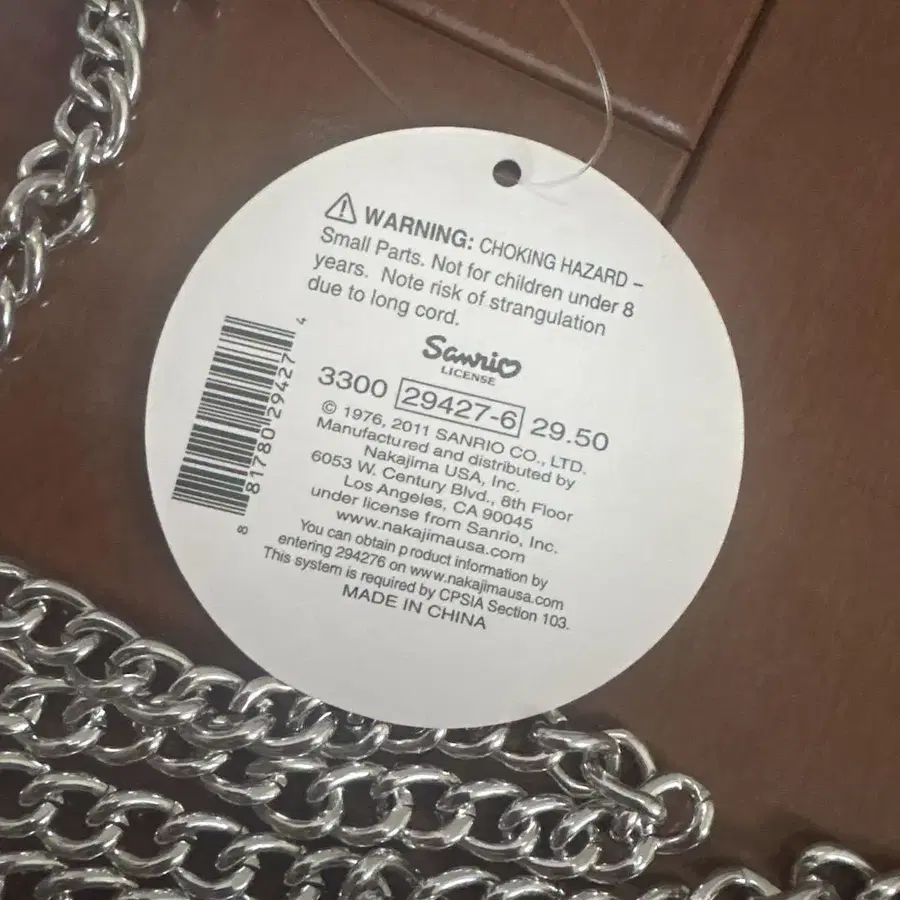 ⚠ WARNING: CHOKING HAZARD –
Small Parts. Not for children under 8
years. Note risk of strangulation
due to long cord.
Sanrio
LICENSE
3300 29427-6 29.50
© 1976, 2011 SANRIO CO., LTD.
Manufactured and distributed by
Nakajima USA, Inc.
6053 W. Century Blvd., 8th Floor
Los Angeles, CA 90045
under license from Sanrio, Inc.
www.nakajimausa.com
You can obtain product information by
entering 294276 on www.nakajimausa.com
This system is required by CPSIA Section 103.
MADE IN CHINA
8 81780 29427 4